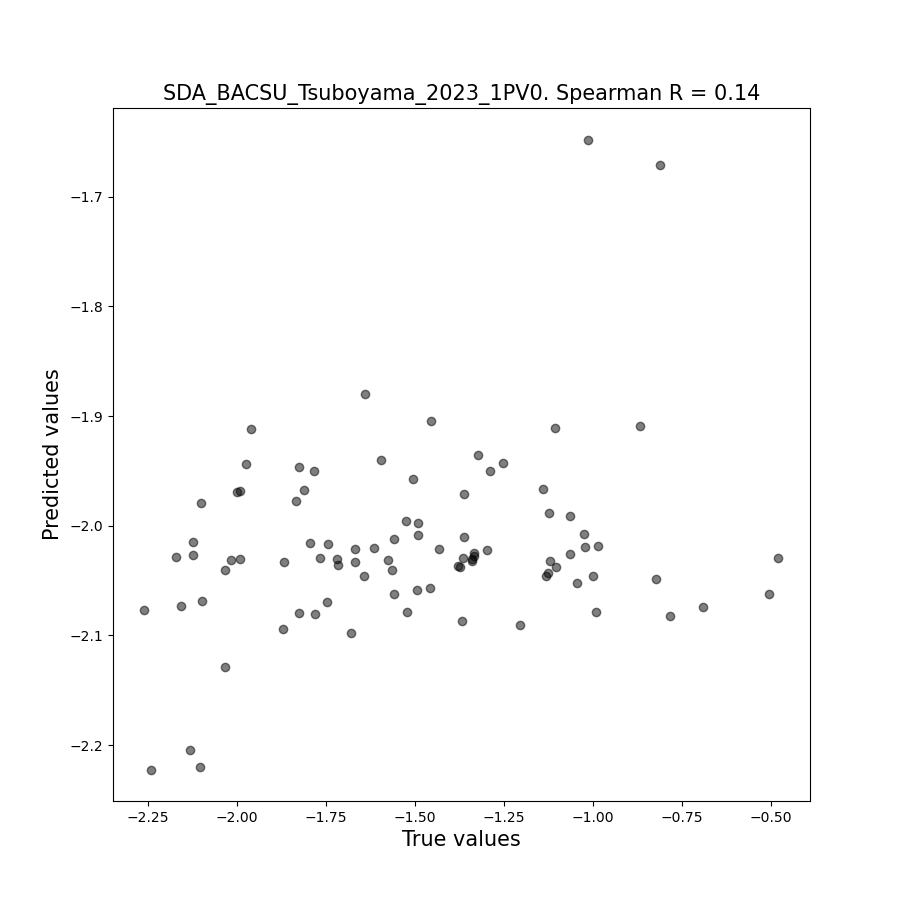 SDA_BACSU_Tsuboyama_2023_1PV0. Spearman R = 0.14
Predicted values
−1.7
−1.8
−1.9
−2.0
−2.1
−2.2
−2.25 −2.00 −1.75 −1.50 −1.25 −1.00 −0.75 −0.50
True values